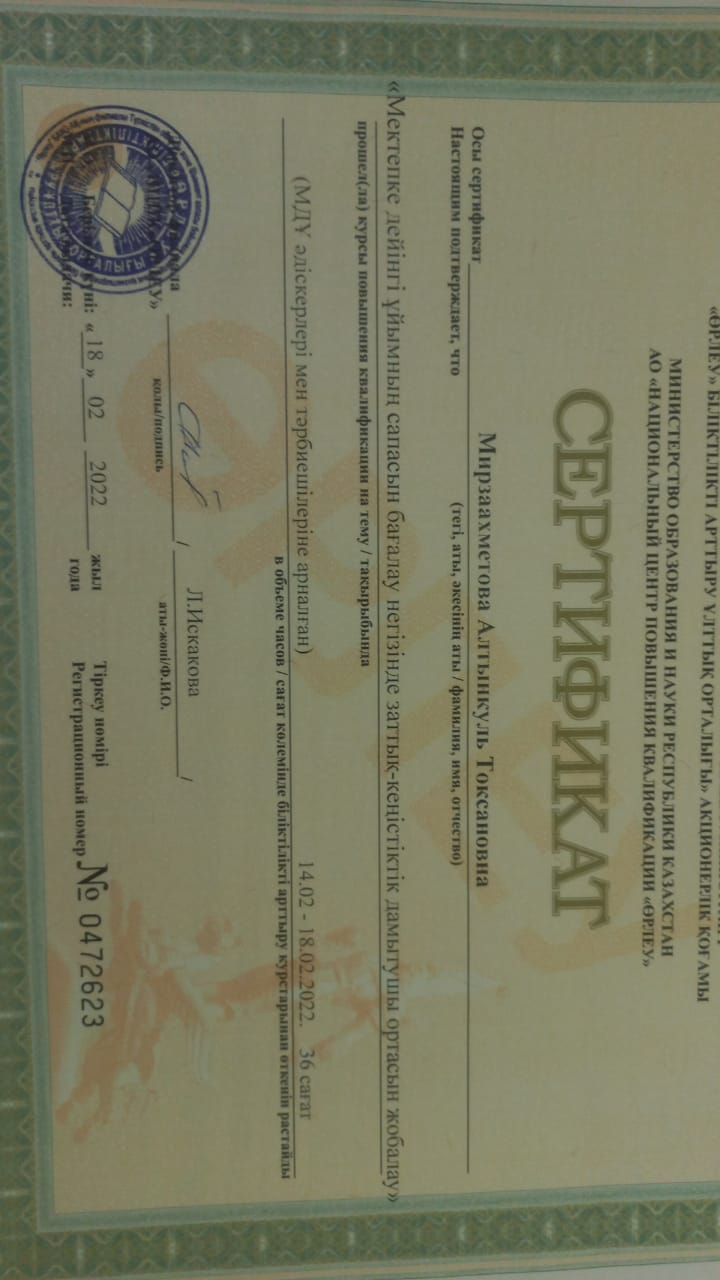 «ӨРЛЕУ» БІЛІКТІЛІКТІ АРТТЫРУ ҰЛТТЫҚ ОРТАЛЫҒЫ» АКЦИОНЕРЛІК ҚОҒАМЫ
МИНИСТЕРСТВО ОБРАЗОВАНИЯ И НАУКИ РЕСПУБЛИКИ КАЗАХСТАН
АО «НАЦИОНАЛЬНЫЙ ЦЕНТР ПОВЫШЕНИЯ КВАЛИФИКАЦИИ «ӨРЛЕУ»
СЕРТИФИКАТ
Осы сертификат Мирзаахметова Алтынкуль Токсановна
Настоящим подтверждает, что (тегі, аты, әкесінің аты / фамилия, имя, отчество)
«Мектепке дейінгі ұйымның сапасын бағалау негізінде заттық-кеңістіктік дамытушы ортасын жобалау»
прошел(ла) курсы повышения квалификации на тему / тақырыбында
(МДҰ әдіскерлері мен тәрбиешілеріне арналған) 14.02 - 18.02.2022. 36 сағат
в объеме часов / сағат көлемінде біліктілікті арттыру курстарынан өткенін растайды
/ Л.Искакова /
қолы/подпись аты-жөні/Ф.И.О.
күні: « 18 » 02 2022 жыл Тіркеу нөмірі
года Регистрационный номер № 0472623